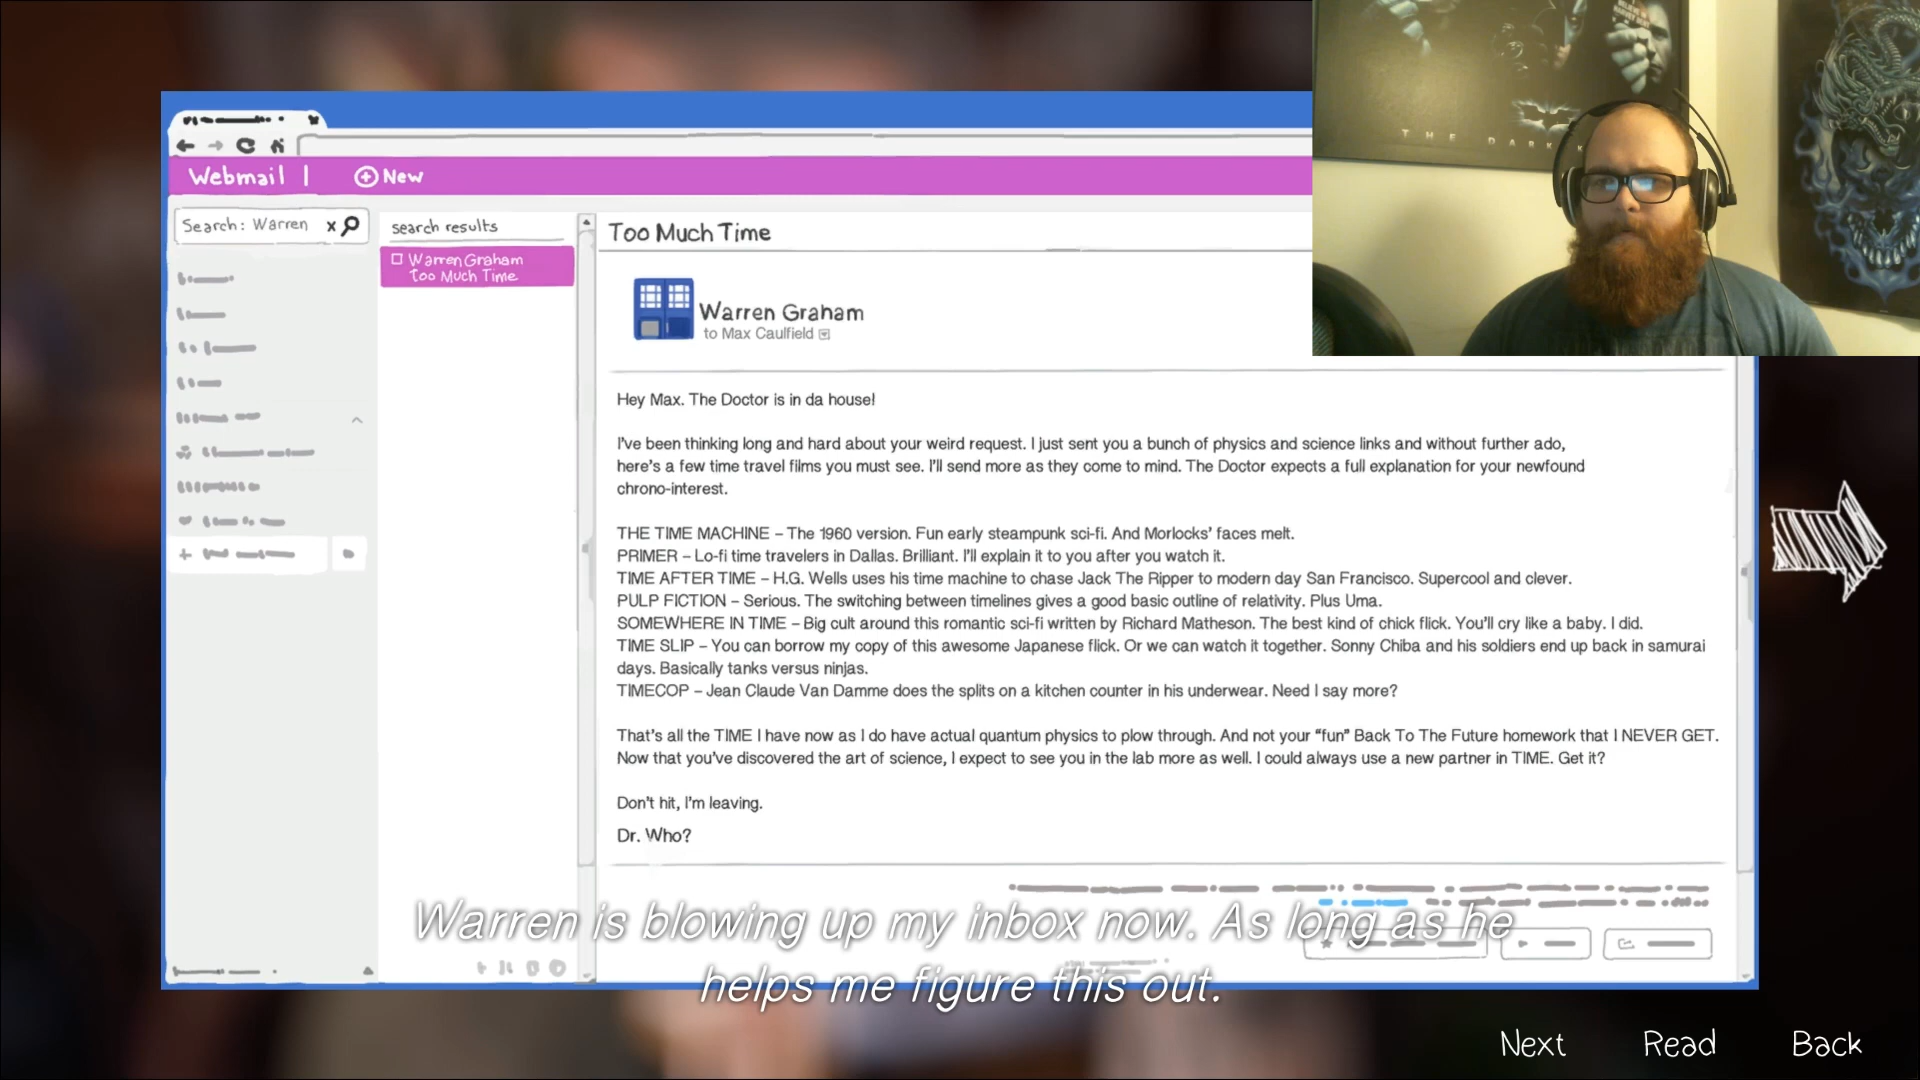 THE DARK K
Webmail |
New
Search: Warren x
search results
Warren Graham
Too Much Time
Too Much Time
Warren Graham
to Max Caulfield
Hey Max. The Doctor is in da house!
I've been thinking long and hard about your weird request. I just sent you a bunch of physics and science links and without further ado,
here's a few time travel films you must see. I'll send more as they come to mind. The Doctor expects a full explanation for your newfound
chrono-interest.
THE TIME MACHINE – The 1960 version. Fun early steampunk sci-fi. And Morlocks' faces melt.
PRIMER – Lo-fi time travelers in Dallas. Brilliant. I'll explain it to you after you watch it.
TIME AFTER TIME – H.G. Wells uses his time machine to chase Jack The Ripper to modern day San Francisco. Supercool and clever.
PULP FICTION – Serious. The switching between timelines gives a good basic outline of relativity. Plus Uma.
SOMEWHERE IN TIME – Big cult around this romantic sci-fi written by Richard Matheson. The best kind of chick flick. You'll cry like a baby. I did.
TIME SLIP – You can borrow my copy of this awesome Japanese flick. Or we can watch it together. Sonny Chiba and his soldiers end up back in samurai
days. Basically tanks versus ninjas.
TIMECOP – Jean Claude Van Damme does the splits on a kitchen counter in his underwear. Need I say more?
That's all the TIME I have now as I do have actual quantum physics to plow through. And not your “fun” Back To The Future homework that I NEVER GET.
Now that you've discovered the art of science, I expect to see you in the lab more as well. I could always use a new partner in TIME. Get it?
Don't hit, I'm leaving.
Dr. Who?
Warren is blowing up my inbox now. As long as he
helps me figure this out.
Next Read Back